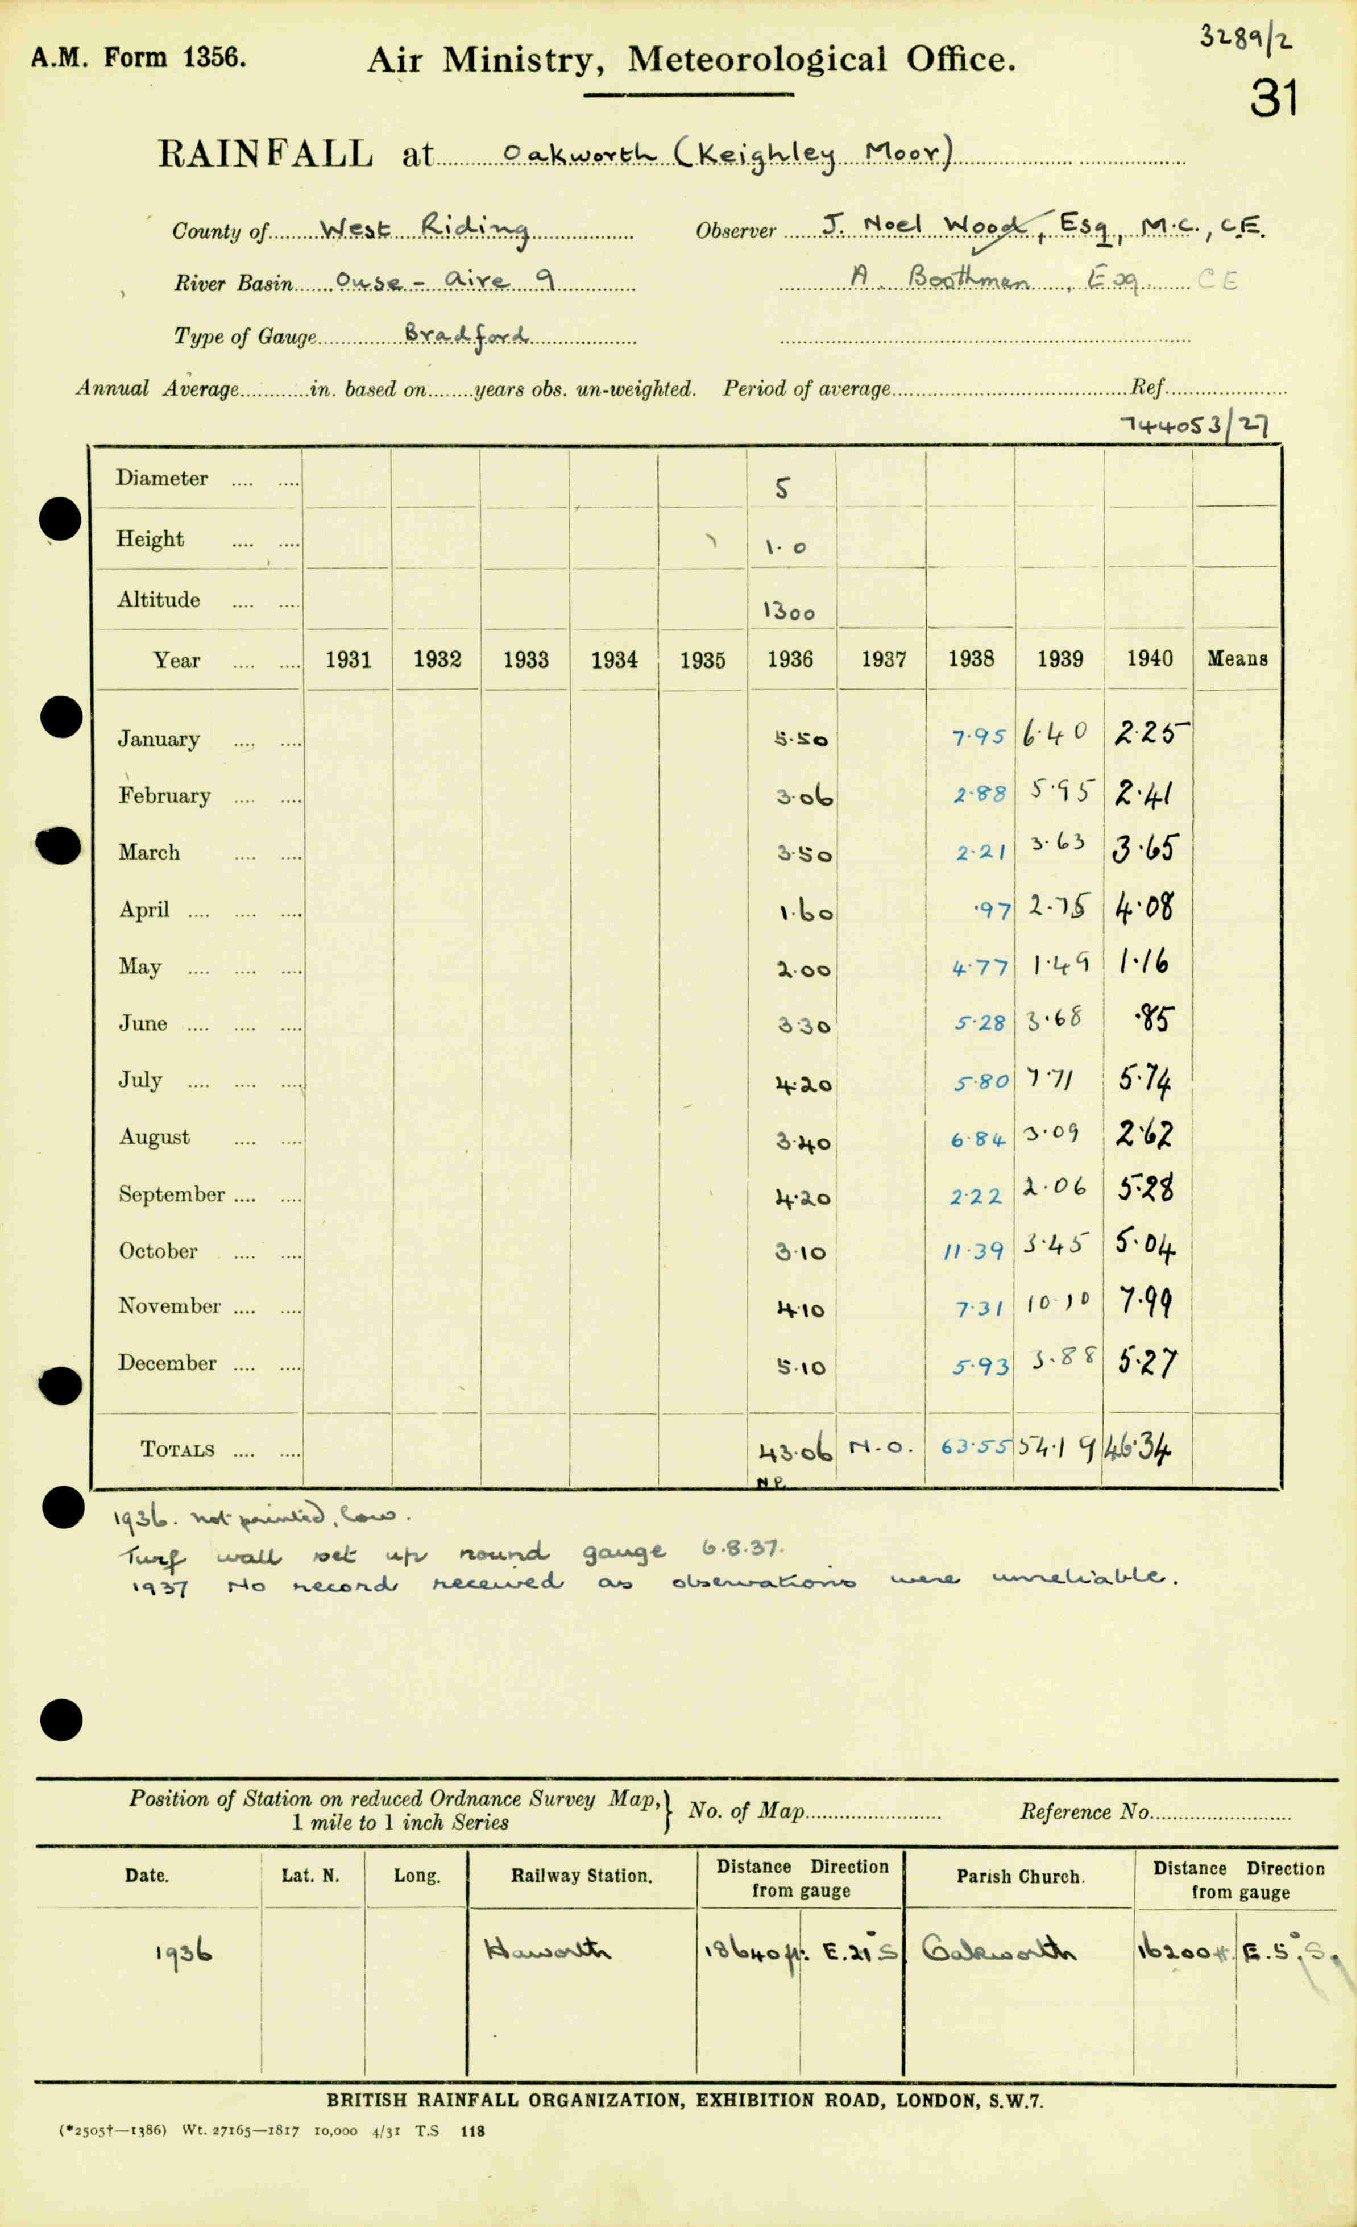 3289/2
A.M. Form 1356. Air Ministry, Meteorological Office.
31
RAINFALL at Oakworth (Keighley Moor)
County of West Riding Observer J. Noel Wood, Esq, M.C., C.E.
River Basin Ouse - Aire 9 A. Boothman, Esq CE
Type of Gauge Bradford
Annual Average in. based on years obs. un-weighted. Period of average Ref.
744053/27
Diameter 5
Height 1.0
Altitude 1300
Year 1931 1932 1933 1934 1935 1936 1937 1938 1939 1940 Means
January 5.50 7.95 6.40 2.25
February 3.06 2.88 5.95 2.41
March 3.50 2.21 3.63 3.65
April 1.60 .97 2.75 4.08
May 2.00 4.77 1.49 1.16
June 3.30 5.28 3.68 .85
July 4.20 5.80 7.71 5.74
August 3.40 6.84 3.09 2.62
September 4.20 2.22 2.06 5.28
October 3.10 11.39 3.45 5.04
November 4.10 7.31 10.10 7.99
December 5.10 5.93 3.88 5.27
TOTALS 43.06 N.O. 63.55 54.19 46.34
N P.
1936. not printed, low.
Turf wall set up round gauge 6.8.37.
1937 No record received as observations were unreliable.
Position of Station on reduced Ordnance Survey Map, } No. of Map Reference No.
1 mile to 1 inch Series
Date. Lat. N. Long. Railway Station. Distance Direction from gauge Parish Church. Distance Direction from gauge
1936 Haworth 18640 ft. E.21°S Oakworth 16200 ft. E.5°S.
BRITISH RAINFALL ORGANIZATION, EXHIBITION ROAD, LONDON, S.W.7.
(*2505†—1386) Wt. 27165—1817 10,000 4/31 T.S 118